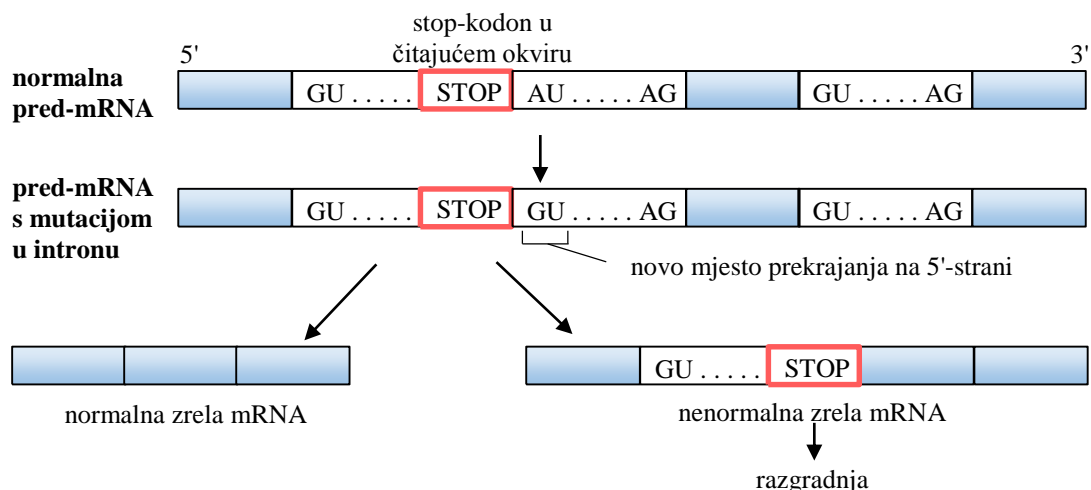 stop-kodon u
čitajućem okviru
5'
3'
normalna
pred-mRNA
GU . . . . . STOP AU . . . . . AG GU . . . . . AG
pred-mRNA
s mutacijom
u intronu
GU . . . . . STOP GU . . . . . AG GU . . . . . AG
novo mjesto prekrajanja na 5'-strani
GU . . . . . STOP
normalna zrela mRNA
nenormalna zrela mRNA
razgradnja